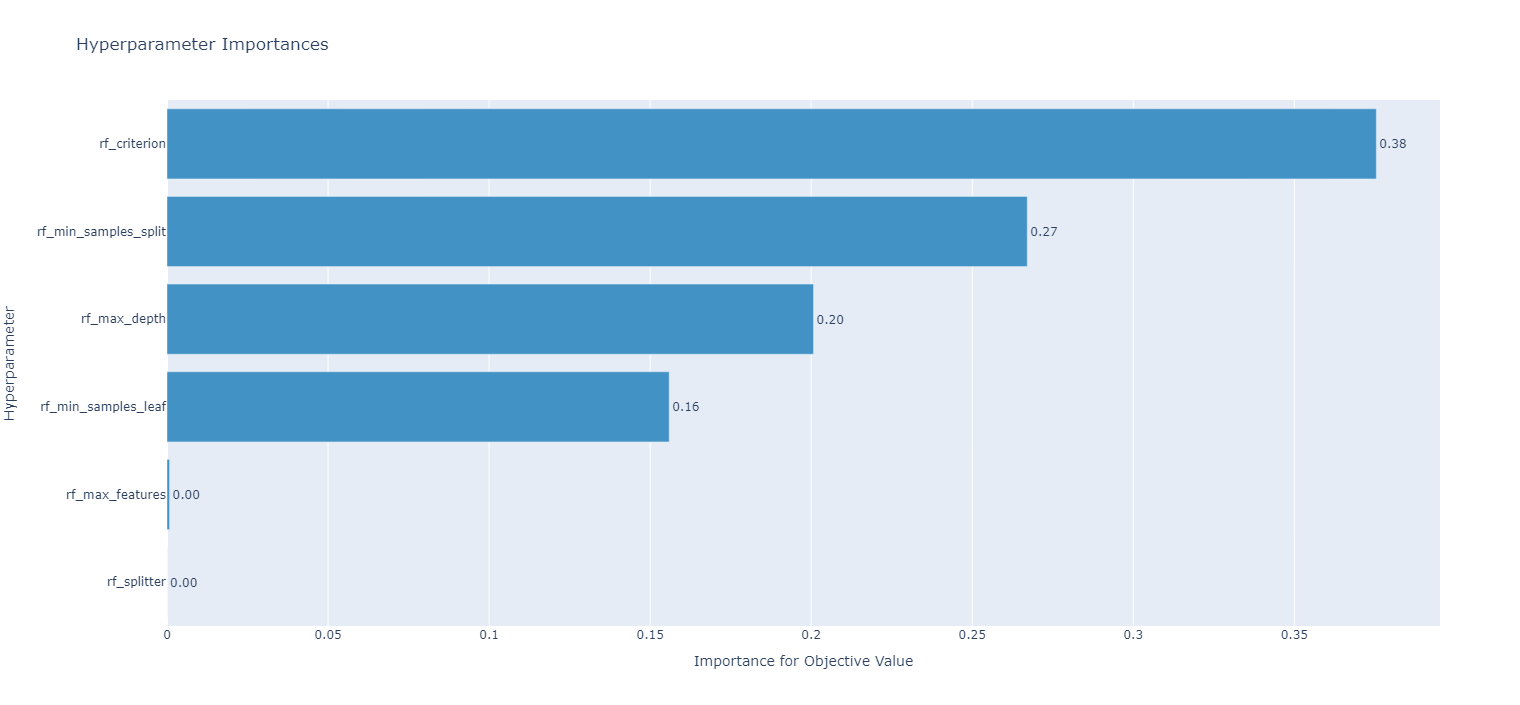 Hyperparameter Importances
rf_criterion
0.38
rf_min_samples_split
0.27
rf_max_depth
0.20
rf_min_samples_leaf
0.16
rf_max_features
0.00
rf_splitter
0.00
Hyperparameter
0
0.05
0.1
0.15
0.2
0.25
0.3
0.35
Importance for Objective Value